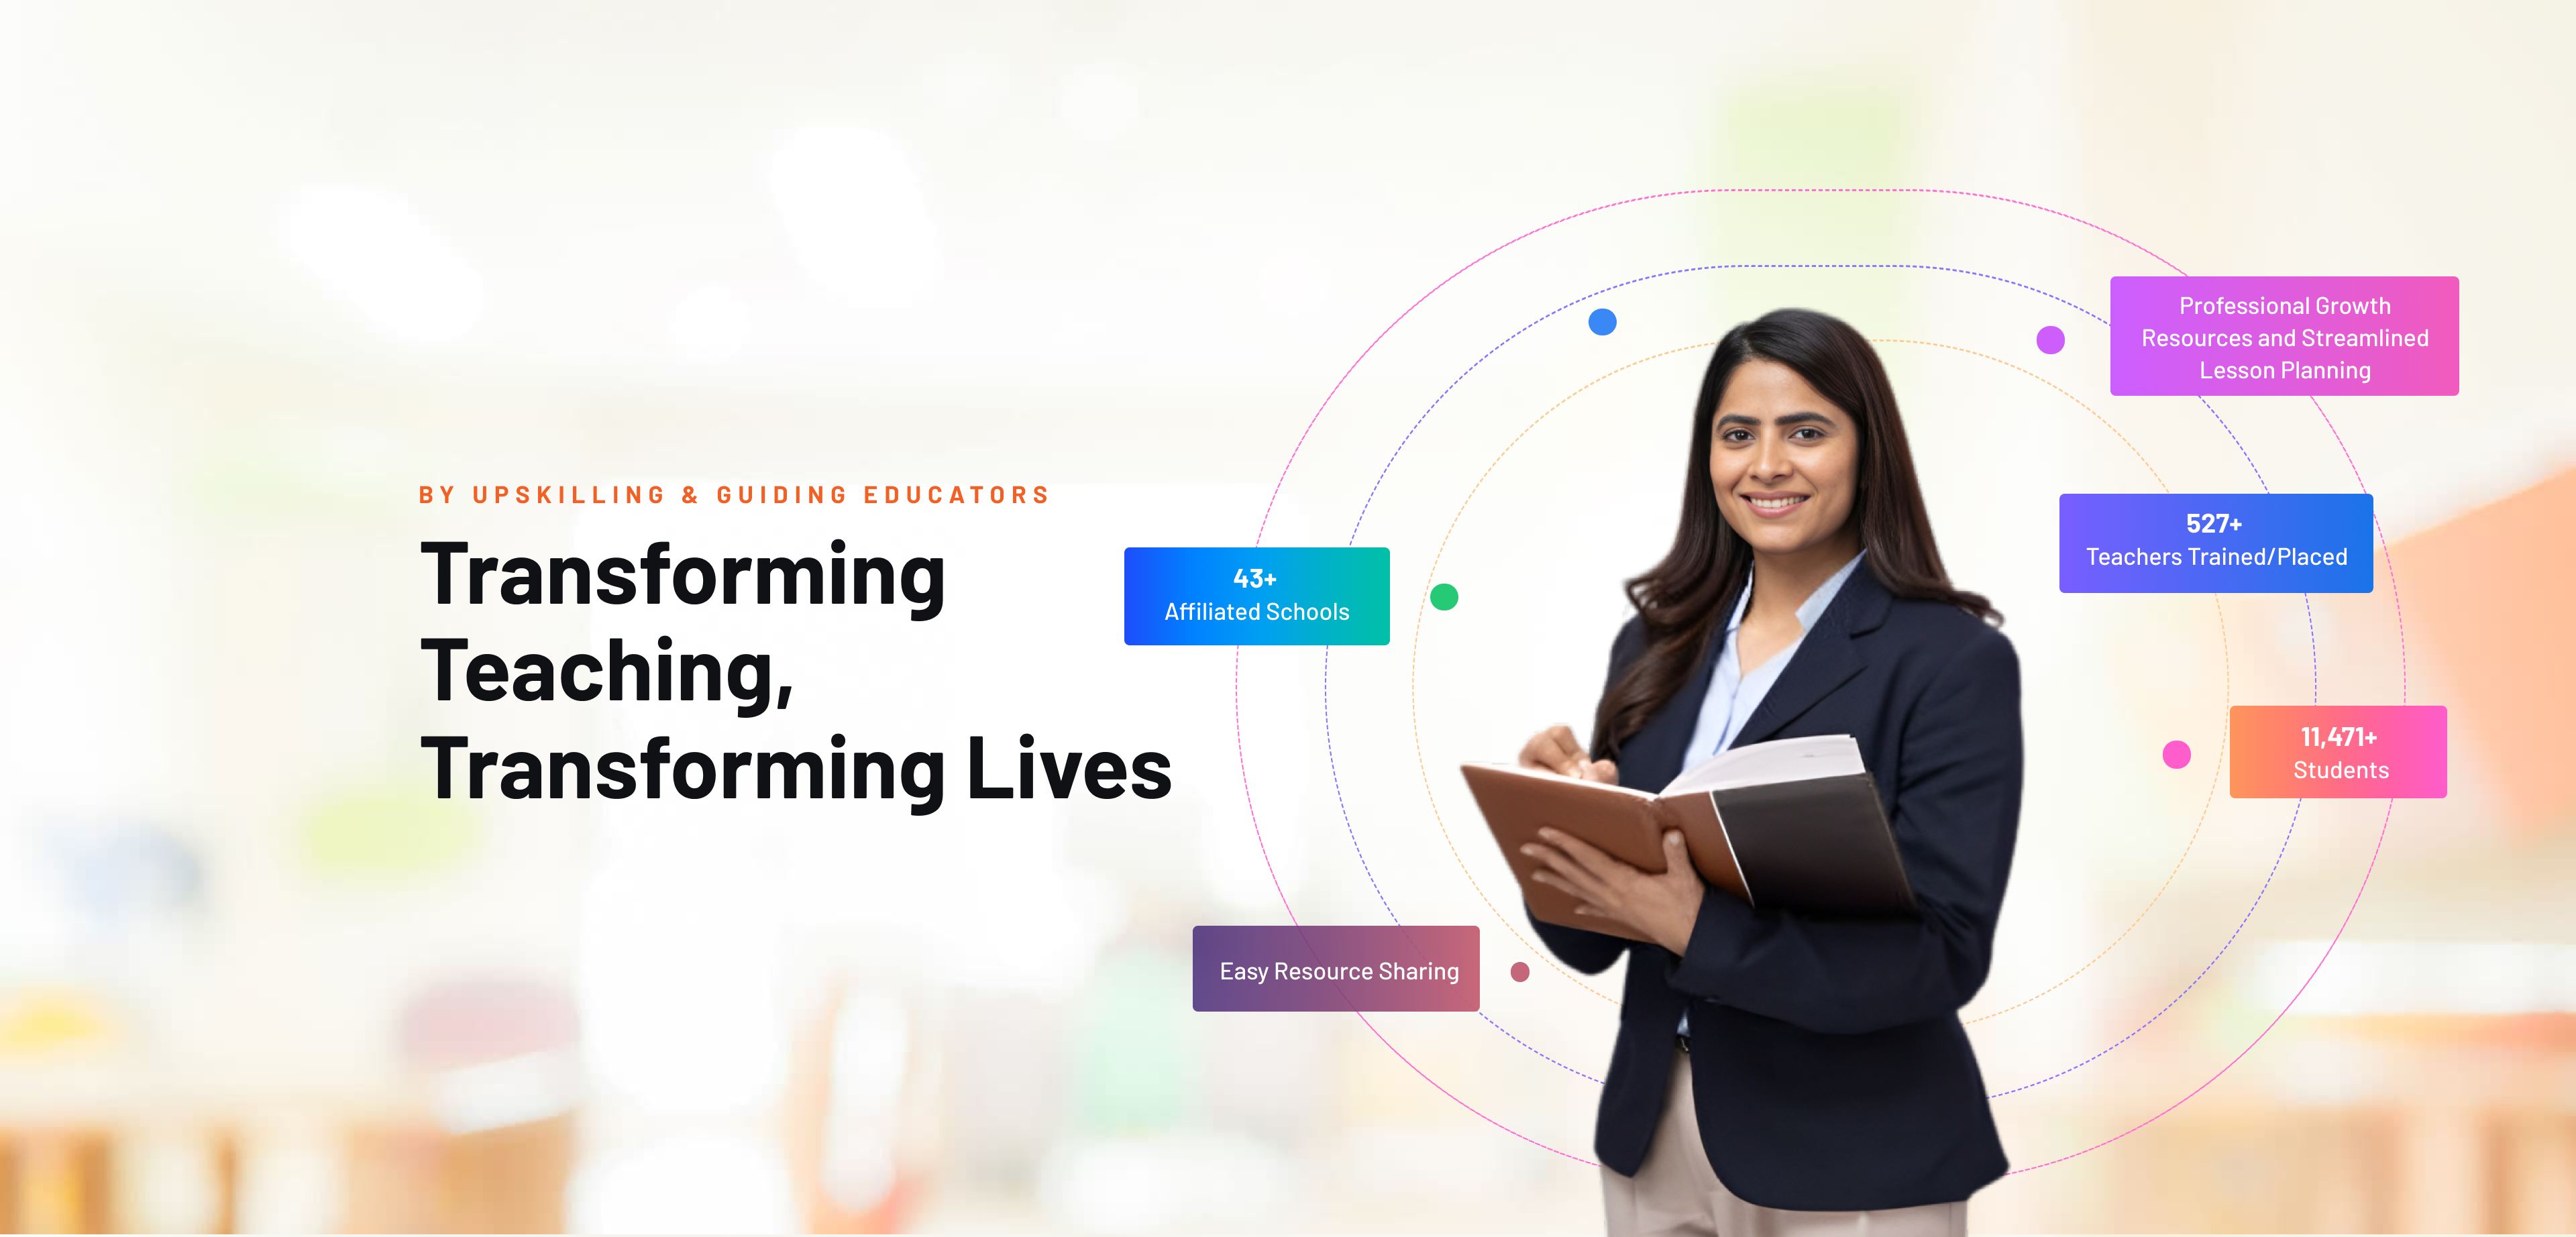 BY UPSKILLING & GUIDING EDUCATORS
Transforming
Teaching,
Transforming Lives
Professional Growth
Resources and Streamlined
Lesson Planning
527+
Teachers Trained/Placed
43+
Affiliated Schools
11,471+
Students
Easy Resource Sharing